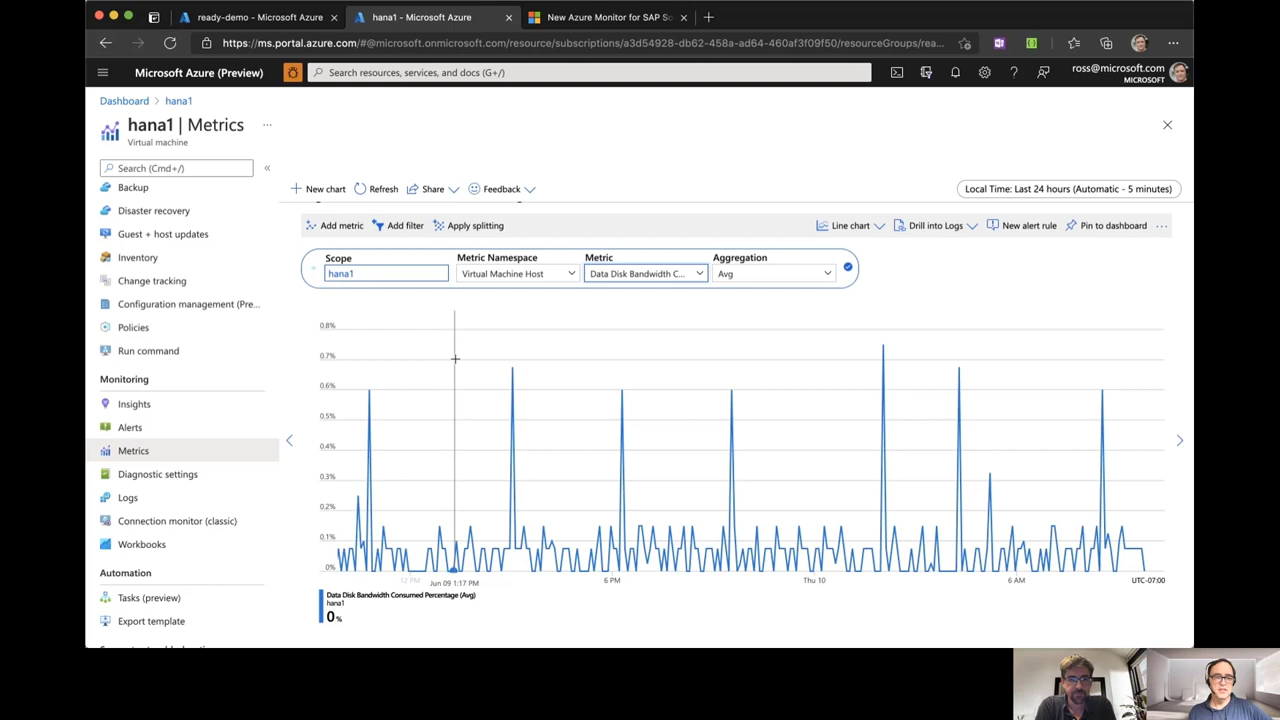 ready-demo - Microsoft Azure
hana1 - Microsoft Azure
New Azure Monitor for SAP So
https://ms.portal.azure.com/#@microsoft.onmicrosoft.com/resource/subscriptions/a3d54928-db62-458a-ad64-460af3f09f50/resourceGroups/rea...
Microsoft Azure (Preview)
Search resources, services, and docs (G+/)
ross@microsoft.com
MICROSOFT
Dashboard > hana1
hana1 | Metrics ...
Virtual machine
Search (Cmd+/)
Backup
Disaster recovery
Guest + host updates
Inventory
Change tracking
Configuration management (Pre...
Policies
Run command
Monitoring
Insights
Alerts
Metrics
Diagnostic settings
Logs
Connection monitor (classic)
Workbooks
Automation
Tasks (preview)
Export template
New chart Refresh Share Feedback
Local Time: Last 24 hours (Automatic - 5 minutes)
Add metric Add filter Apply splitting
Line chart Drill into Logs New alert rule Pin to dashboard ...
Scope Metric Namespace Metric Aggregation
hana1 Virtual Machine Host Data Disk Bandwidth C... Avg
0.8%
0.7%
0.6%
0.5%
0.4%
0.3%
0.2%
0.1%
0%
12 PM Jun 09 1:17 PM 6 PM Thu 10 6 AM UTC-07:00
Data Disk Bandwidth Consumed Percentage (Avg)
hana1
0 %